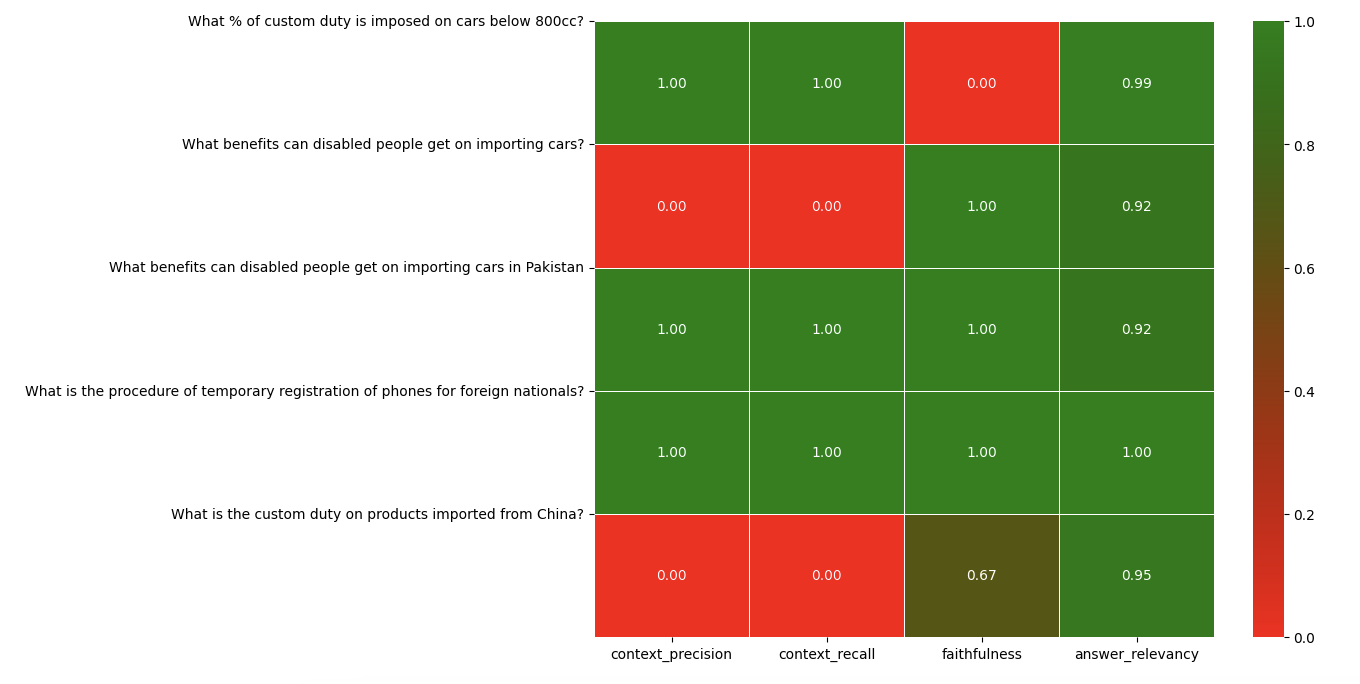 What % of custom duty is imposed on cars below 800cc?
1.00 1.00 0.00 0.99
What benefits can disabled people get on importing cars?
0.00 0.00 1.00 0.92
What benefits can disabled people get on importing cars in Pakistan
1.00 1.00 1.00 0.92
What is the procedure of temporary registration of phones for foreign nationals?
1.00 1.00 1.00 1.00
What is the custom duty on products imported from China?
0.00 0.00 0.67 0.95
context_precision context_recall faithfulness answer_relevancy
1.0
0.8
0.6
0.4
0.2
0.0